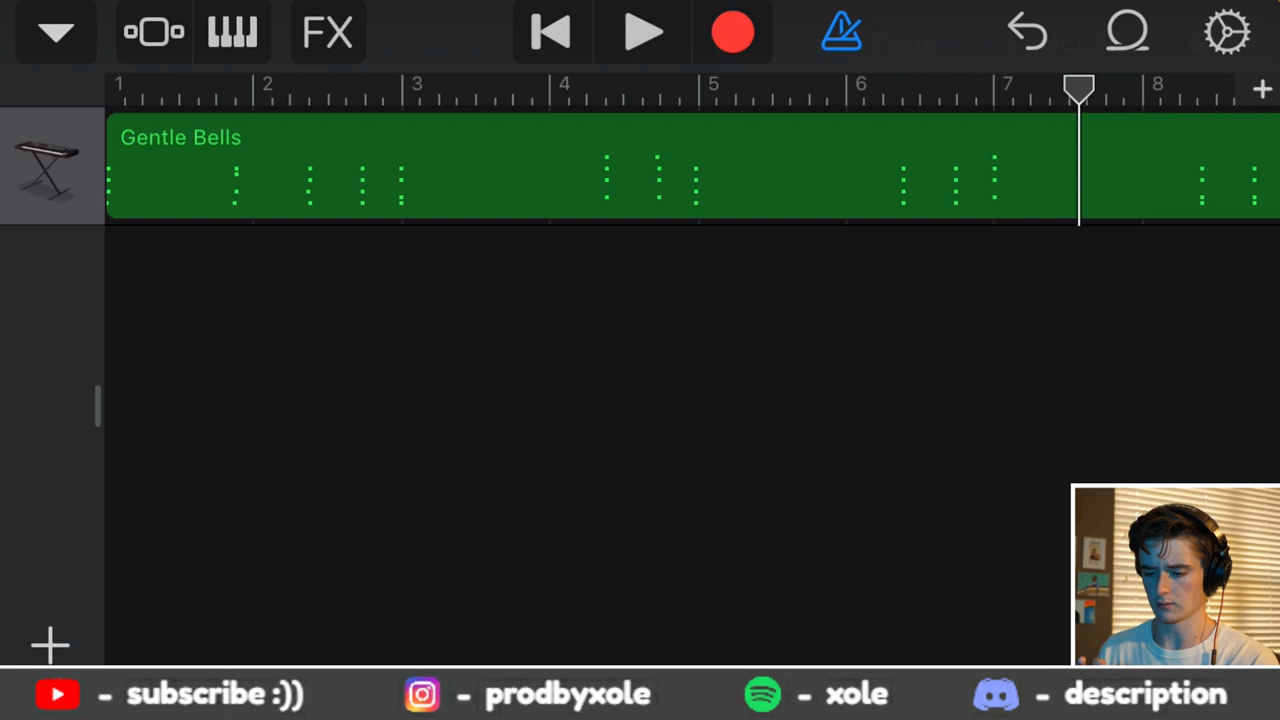 FX
1 2 3 4 5 6 7 8
Gentle Bells
- subscribe :)) - prodbyxole - xole - description